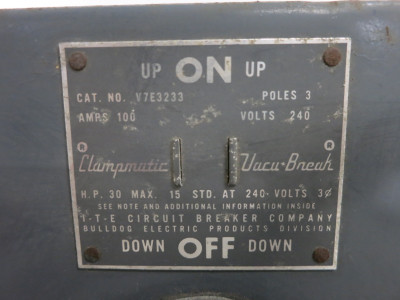 UP ON UP
CAT. NO. V7E3233 POLES 3
AMPS 100 VOLTS 240
® ®
Clampmatic Vacu-Break
H.P. 30 MAX. 15 STD. AT 240 VOLTS 3ø
SEE NOTE AND ADDITIONAL INFORMATION INSIDE
I-T-E CIRCUIT BREAKER COMPANY
BULLDOG ELECTRIC PRODUCTS DIVISION
DOWN OFF DOWN